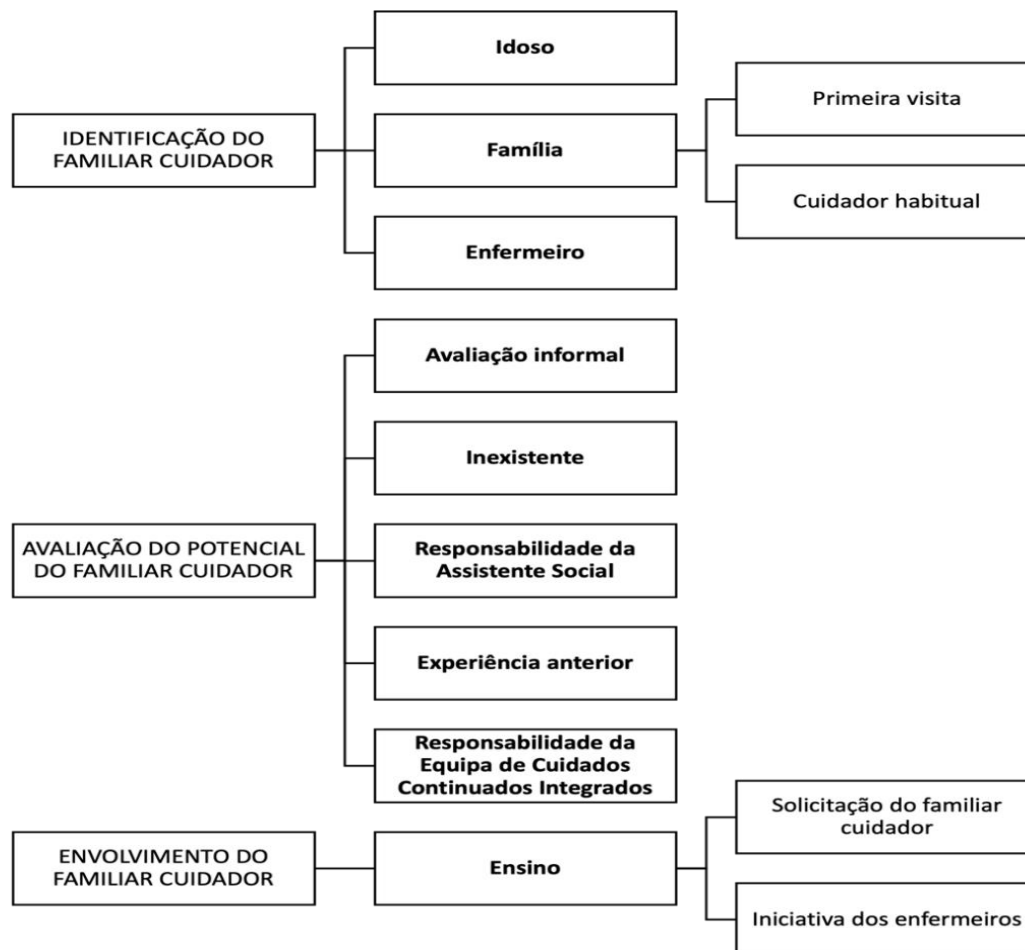 IDENTIFICAÇÃO DO
FAMILIAR CUIDADOR
Idoso
Família
Primeira visita
Cuidador habitual
Enfermeiro
AVALIAÇÃO DO POTENCIAL
DO FAMILIAR CUIDADOR
Avaliação informal
Inexistente
Responsabilidade da
Assistente Social
Experiência anterior
Responsabilidade da
Equipa de Cuidados
Continuados Integrados
ENVOLVIMENTO DO
FAMILIAR CUIDADOR
Ensino
Solicitação do familiar
cuidador
Iniciativa dos enfermeiros